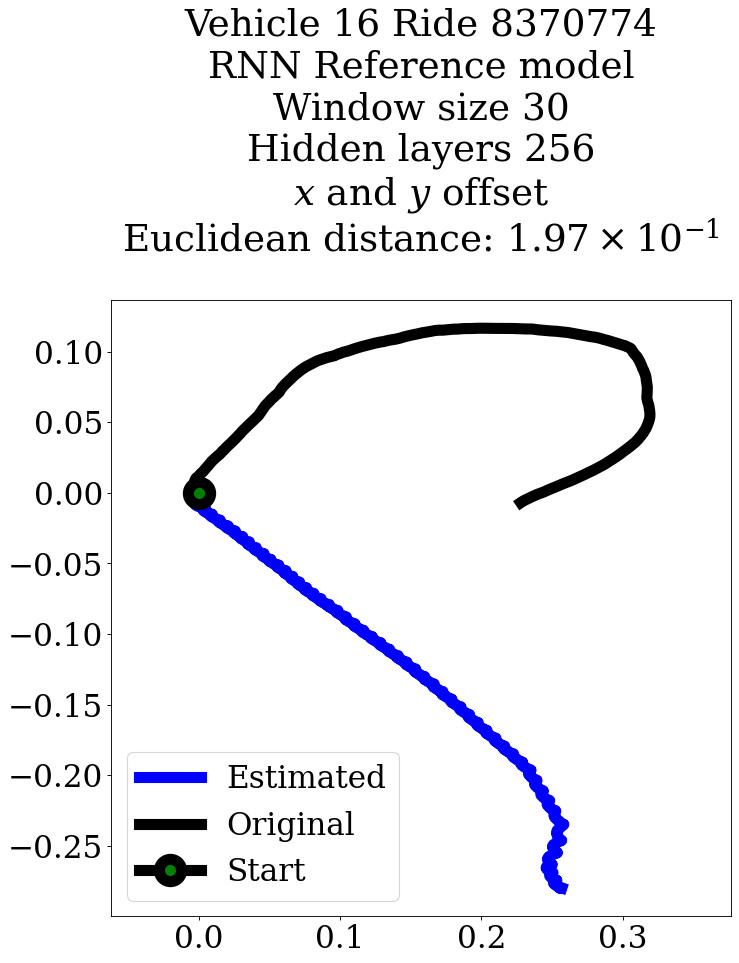 Vehicle 16 Ride 8370774
RNN Reference model
Window size 30
Hidden layers 256
x and y offset
Euclidean distance: 1.97 × 10⁻¹
0.10
0.05
0.00
−0.05
−0.10
−0.15
−0.20
−0.25
Estimated
Original
Start
0.0 0.1 0.2 0.3